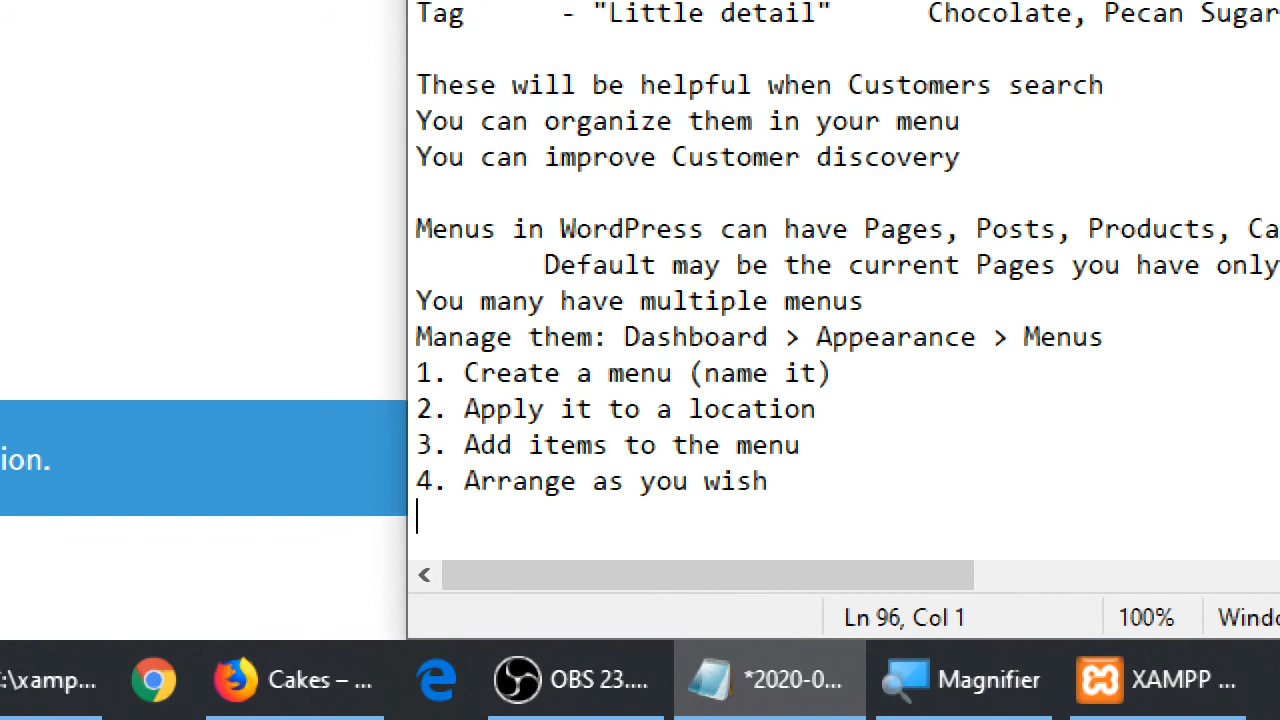 Tag - "Little detail" Chocolate, Pecan Sugar
These will be helpful when Customers search
You can organize them in your menu
You can improve Customer discovery
Menus in WordPress can have Pages, Posts, Products, Ca
Default may be the current Pages you have only
You many have multiple menus
Manage them: Dashboard > Appearance > Menus
1. Create a menu (name it)
2. Apply it to a location
3. Add items to the menu
4. Arrange as you wish
ion.
Ln 96, Col 1 100% Windo
:\xamp... Cakes – ... OBS 23.... *2020-0... Magnifier XAMPP ...